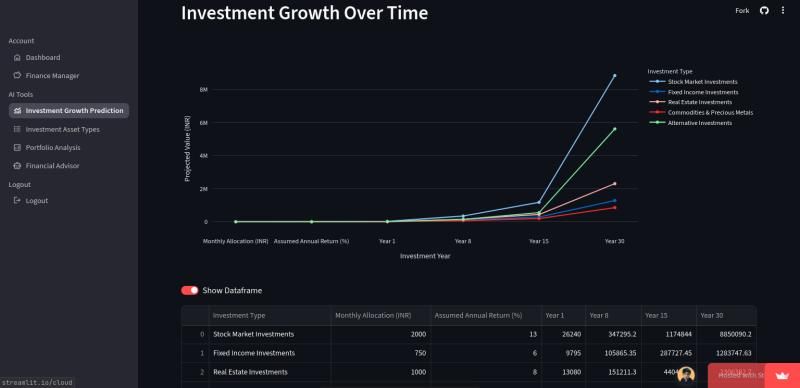 Investment Growth Over Time
Fork
Account
Dashboard
Finance Manager
AI Tools
Investment Growth Prediction
Investment Asset Types
Portfolio Analysis
Financial Advisor
Logout
Logout
Investment Type
Stock Market Investments
Fixed Income Investments
Real Estate Investments
Commodities & Precious Metals
Alternative Investments
8M
6M
4M
2M
0
Projected Value (INR)
Monthly Allocation (INR) Assumed Annual Return (%) Year 1 Year 8 Year 15 Year 30
Investment Year
Show Dataframe
Investment Type Monthly Allocation (INR) Assumed Annual Return (%) Year 1 Year 8 Year 15 Year 30
0 Stock Market Investments 2000 13 26240 347295.2 1174844 8850090.2
1 Fixed Income Investments 750 6 9795 105865.35 287727.45 1283747.63
2 Real Estate Investments 1000 8 13080 151211.3
Hosted with St
streamlit.io/cloud